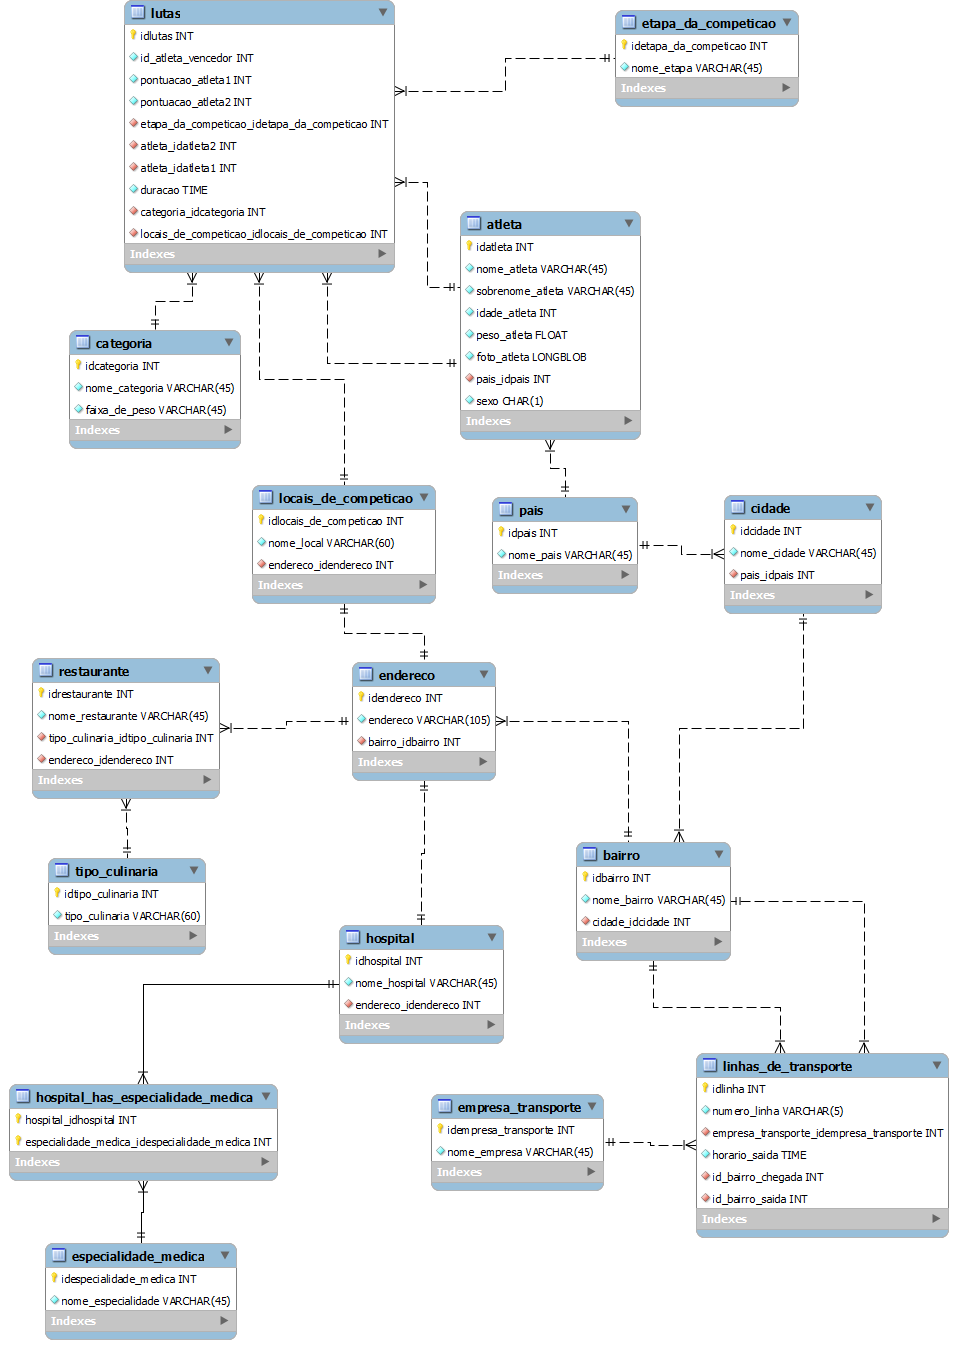 lutas
idlutas INT
id_atleta_vencedor INT
pontuacao_atleta1 INT
pontuacao_atleta2 INT
etapa_da_competicao_idetapa_da_competicao INT
atleta_idatleta2 INT
atleta_idatleta1 INT
duracao TIME
categoria_idcategoria INT
locais_de_competicao_idlocais_de_competicao INT
Indexes
etapa_da_competicao
idetapa_da_competicao INT
nome_etapa VARCHAR(45)
Indexes
atleta
idatleta INT
nome_atleta VARCHAR(45)
sobrenome_atleta VARCHAR(45)
idade_atleta INT
peso_atleta FLOAT
foto_atleta LONGBLOB
pais_idpais INT
sexo CHAR(1)
Indexes
categoria
idcategoria INT
nome_categoria VARCHAR(45)
faixa_de_peso VARCHAR(45)
Indexes
locais_de_competicao
idlocais_de_competicao INT
nome_local VARCHAR(60)
endereco_idendereco INT
Indexes
pais
idpais INT
nome_pais VARCHAR(45)
Indexes
cidade
idcidade INT
nome_cidade VARCHAR(45)
pais_idpais INT
Indexes
restaurante
idrestaurante INT
nome_restaurante VARCHAR(45)
tipo_culinaria_idtipo_culinaria INT
endereco_idendereco INT
Indexes
endereco
idendereco INT
endereco VARCHAR(105)
bairro_idbairro INT
Indexes
tipo_culinaria
idtipo_culinaria INT
tipo_culinaria VARCHAR(60)
Indexes
bairro
idbairro INT
nome_bairro VARCHAR(45)
cidade_idcidade INT
Indexes
hospital
idhospital INT
nome_hospital VARCHAR(45)
endereco_idendereco INT
Indexes
hospital_has_especialidade_medica
hospital_idhospital INT
especialidade_medica_idespecialidade_medica INT
Indexes
empresa_transporte
idempresa_transporte INT
nome_empresa VARCHAR(45)
Indexes
linhas_de_transporte
idlinha INT
numero_linha VARCHAR(5)
empresa_transporte_idempresa_transporte INT
horario_saida TIME
id_bairro_chegada INT
id_bairro_saida INT
Indexes
especialidade_medica
idespecialidade_medica INT
nome_especialidade VARCHAR(45)
Indexes